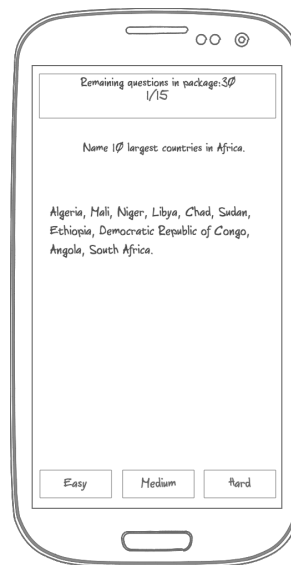 Remaining questions in package:30
1/15
Name 10 largest countries in Africa.
Algeria, Mali, Niger, Libya, Chad, Sudan,
Ethiopia, Democratic Republic of Congo,
Angola, South Africa.
Easy Medium Hard